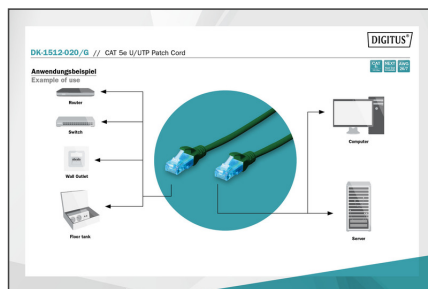 DIGITUS®
DK-1512-020/G // CAT 5e U/UTP Patch Cord
Anwendungsbeispiel
Example of use
Router
Switch
Wall Outlet
Floor tank
Computer
Server